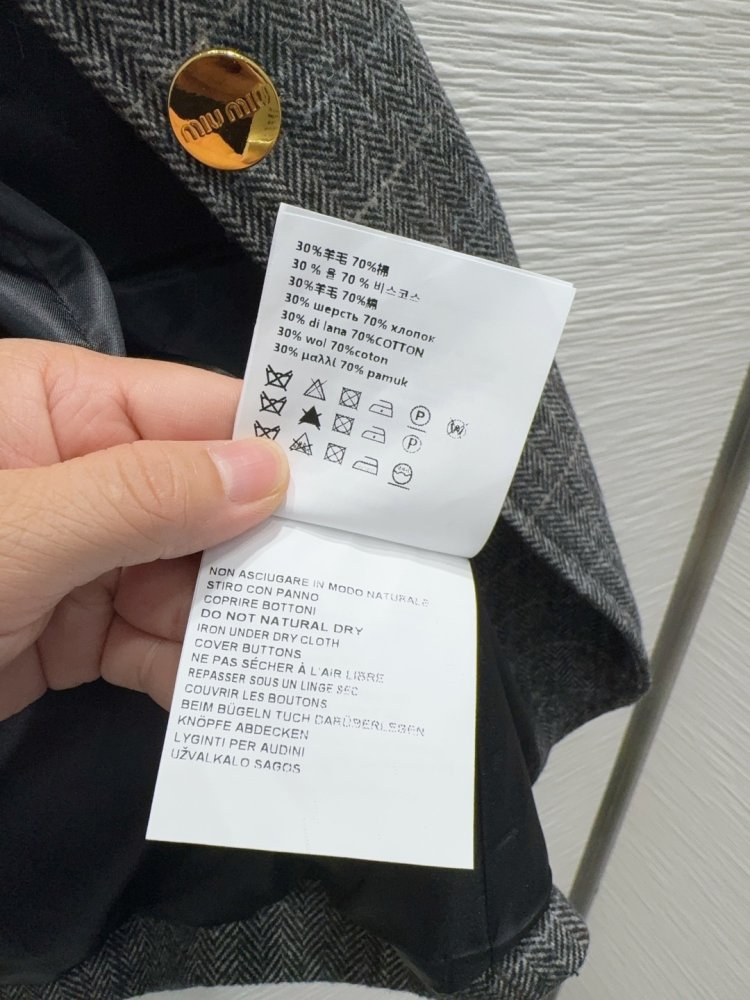 MIU MIU
30%羊毛 70%棉
30 % 울 70 % 비스코스
30%羊毛 70%綿
30% шерсть 70% хлопок
30% di lana 70%COTTON
30% wol 70%coton
30% μαλλί 70% pamuk
P
P
NON ASCIUGARE IN MODO NATURALE
STIRO CON PANNO
COPRIRE BOTTONI
DO NOT NATURAL DRY
IRON UNDER DRY CLOTH
COVER BUTTONS
NE PAS SÉCHER À L'AIR LIBRE
REPASSER SOUS UN LINGE SEC
COUVRIR LES BOUTONS
BEIM BÜGELN TUCH DARÜBERLEGEN
KNÖPFE ABDECKEN
LYGINTI PER AUDINI
UŽVALKALO SAGOS